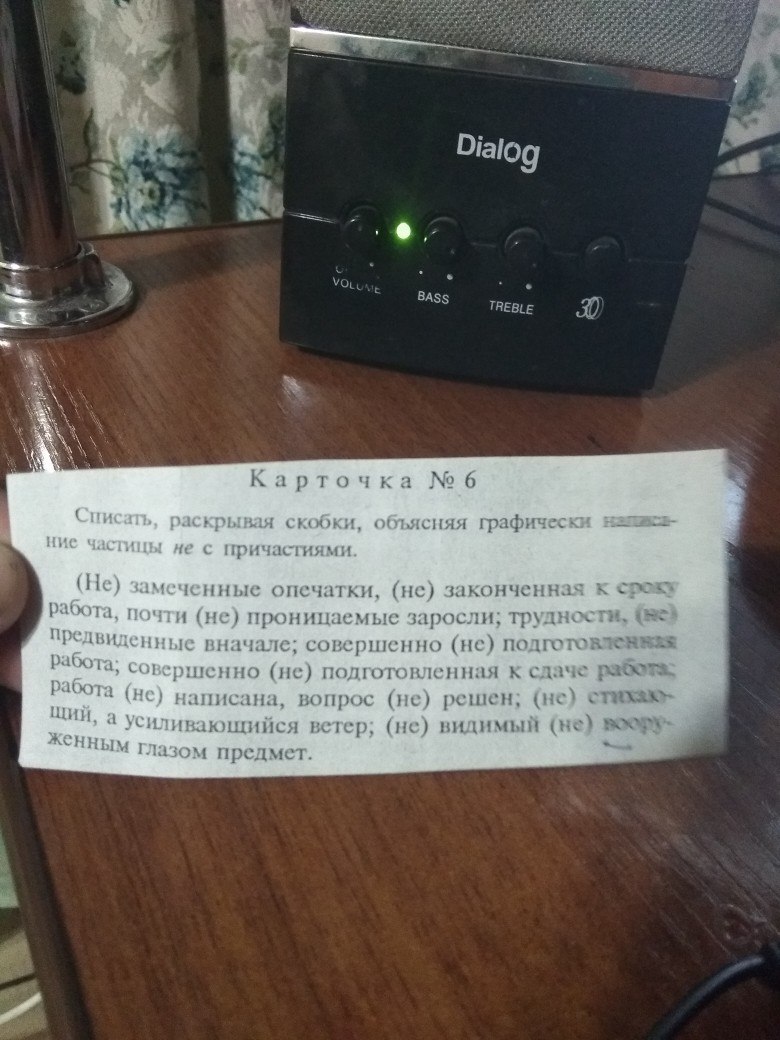 Dialog
VOLUME
BASS
TREBLE
3D
Карточка № 6
Списать, раскрывая скобки, объясняя графически написа-
ние частицы не с причастиями.
(Не) замеченные опечатки, (не) законченная к сроку
работа, почти (не) проницаемые заросли; трудности, (не)
предвиденные вначале; совершенно (не) подготовленная
работа; совершенно (не) подготовленная к сдаче работа;
работа (не) написана, вопрос (не) решен; (не) стихаю-
щий, а усиливающийся ветер; (не) видимый (не) воору-
женным глазом предмет.